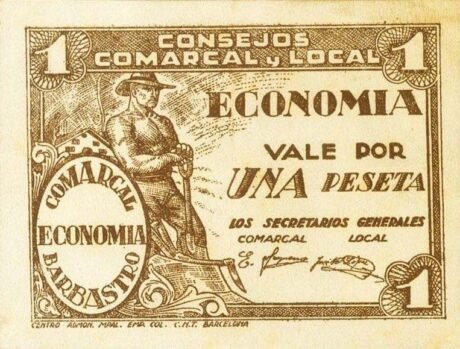 1 CONSEJOS 1
COMARCAL y LOCAL
ECONOMIA
VALE POR
UNA PESETA
LOS SECRETARIOS GENERALES
COMARCAL LOCAL
COMARCAL
ECONOMIA
BARBASTRO
1
CENTRO ADMON. MPAL. EMA COL. C.N.T. BARCELONA